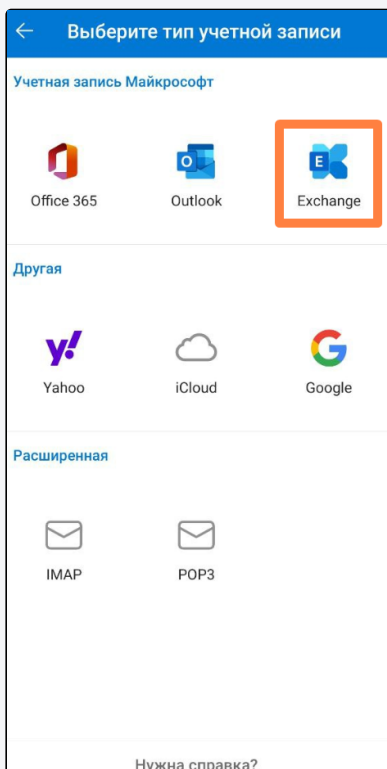 Выберите тип учетной записи
Учетная запись Майкрософт
Office 365 Outlook Exchange
Другая
Yahoo iCloud Google
Расширенная
IMAP POP3
Нужна справка?